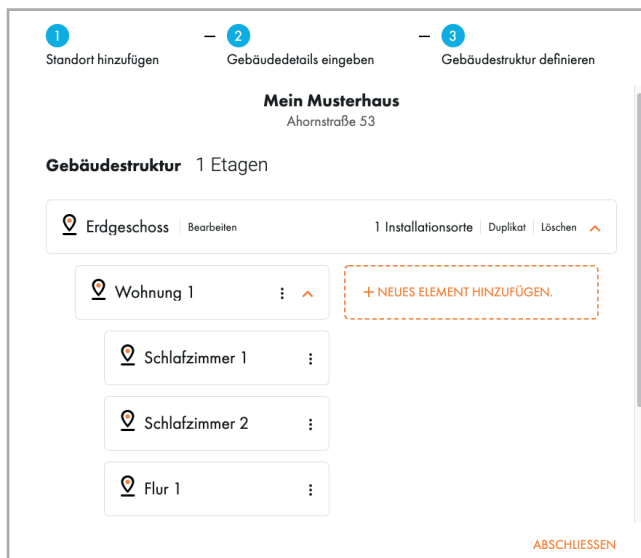 1 – 2 – 3
Standort hinzufügen Gebäudedetails eingeben Gebäudestruktur definieren
Mein Musterhaus
Ahornstraße 53
Gebäudestruktur 1 Etagen
Erdgeschoss Bearbeiten 1 Installationsorte Duplikat Löschen
Wohnung 1 + NEUES ELEMENT HINZUFÜGEN.
Schlafzimmer 1
Schlafzimmer 2
Flur 1
ABSCHLIESSEN